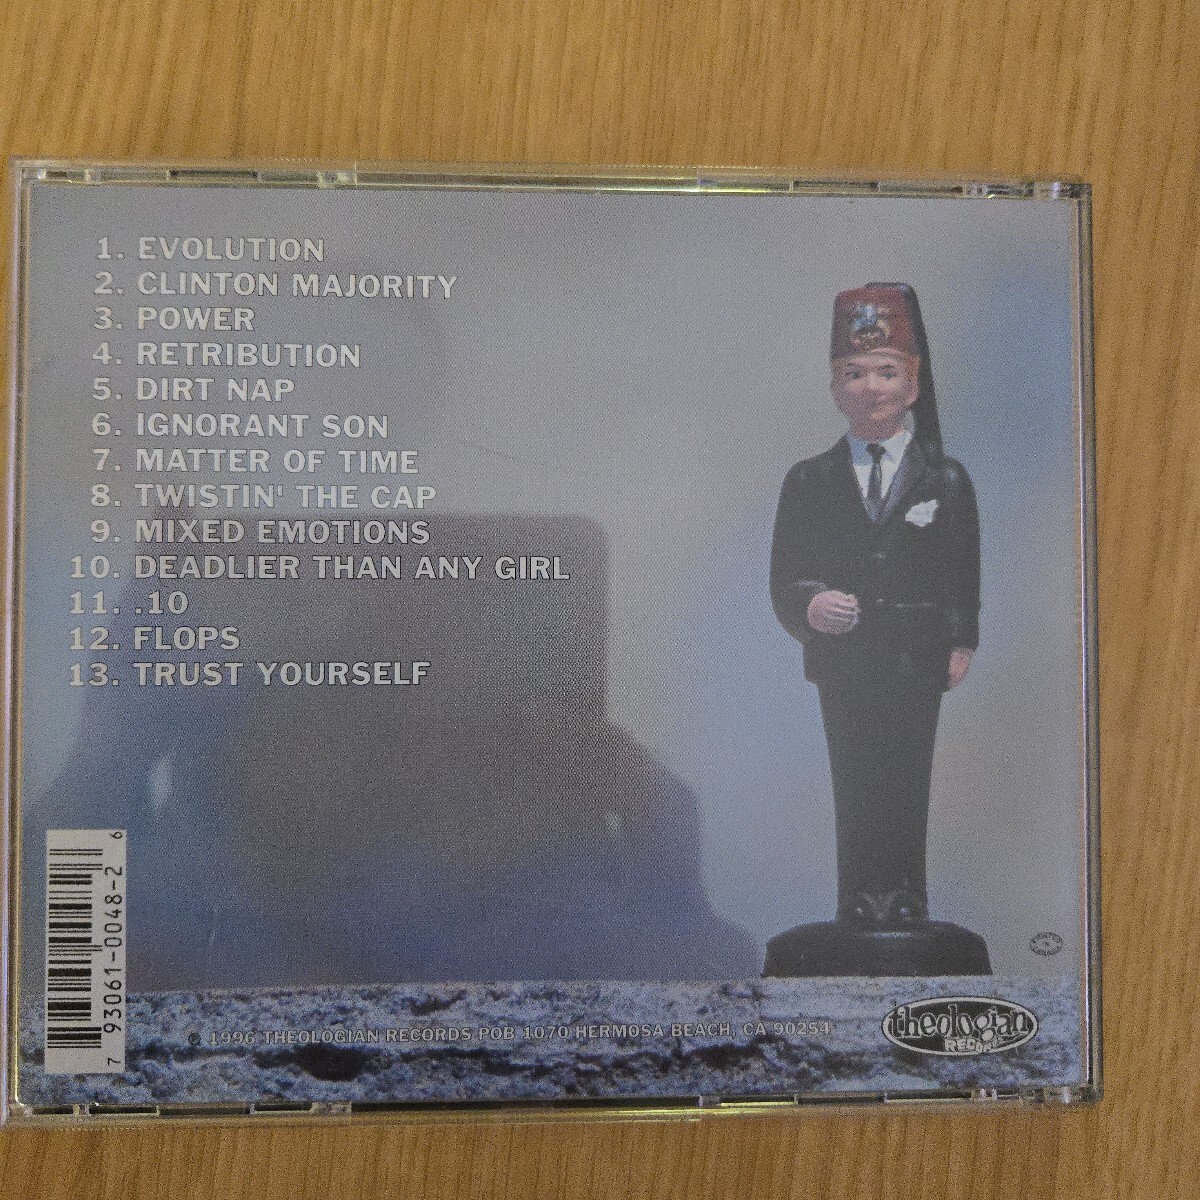 1. EVOLUTION
2. CLINTON MAJORITY
3. POWER
4. RETRIBUTION
5. DIRT NAP
6. IGNORANT SON
7. MATTER OF TIME
8. TWISTIN' THE CAP
9. MIXED EMOTIONS
10. DEADLIER THAN ANY GIRL
11. .10
12. FLOPS
13. TRUST YOURSELF
7 93061-0048-2 6
℗ 1996 THEOLOGIAN RECORDS POB 1070 HERMOSA BEACH, CA 90254
theologian
RECORDS